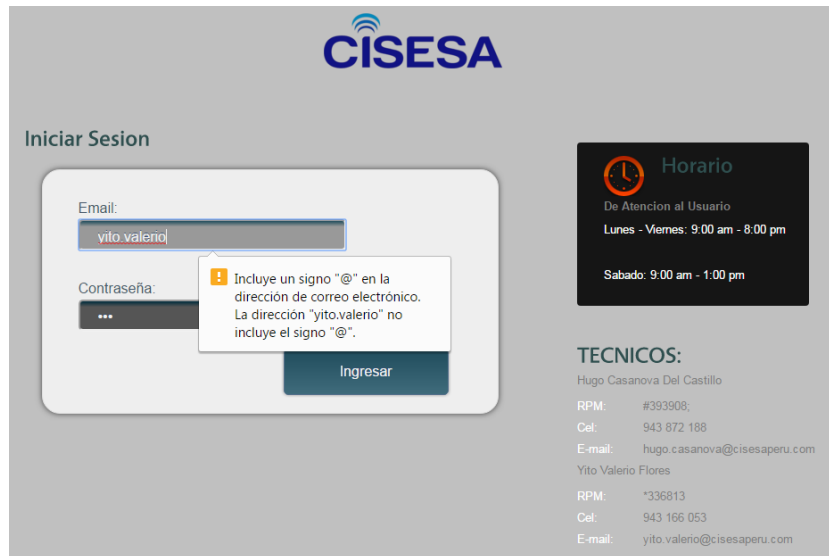 CISESA
Iniciar Sesion
Email:
yito.valerio
Incluye un signo "@" en la
dirección de correo electrónico.
La dirección "yito.valerio" no
incluye el signo "@".
Contraseña:
•••
Ingresar
Horario
De Atencion al Usuario
Lunes - Viernes: 9:00 am - 8:00 pm
Sabado: 9:00 am - 1:00 pm
TECNICOS:
Hugo Casanova Del Castillo
RPM: #393908;
Cel: 943 872 188
E-mail: hugo.casanova@cisesaperu.com
Yito Valerio Flores
RPM: *336813
Cel: 943 166 053
E-mail: yito.valerio@cisesaperu.com